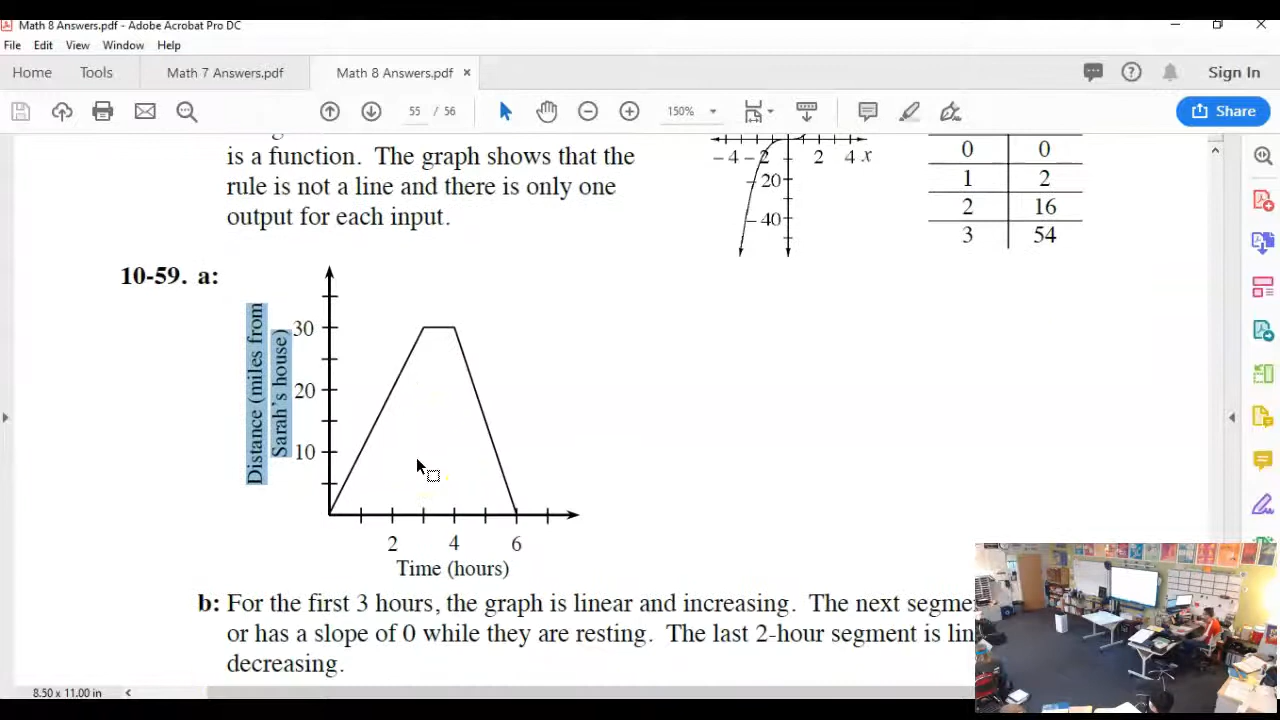 Math 8 Answers.pdf - Adobe Acrobat Pro DC
File Edit View Window Help
Home Tools Math 7 Answers.pdf Math 8 Answers.pdf ×
? Sign In
55 / 56 150% Share
is a function. The graph shows that the
rule is not a line and there is only one
output for each input.
– 4 – 2 2 4 x
– 20
– 40
0 0
1 2
2 16
3 54
10-59. a:
Distance (miles from
Sarah's house)
30
20
10
2 4 6
Time (hours)
b: For the first 3 hours, the graph is linear and increasing. The next segme
or has a slope of 0 while they are resting. The last 2-hour segment is lin
decreasing.
8.50 x 11.00 in